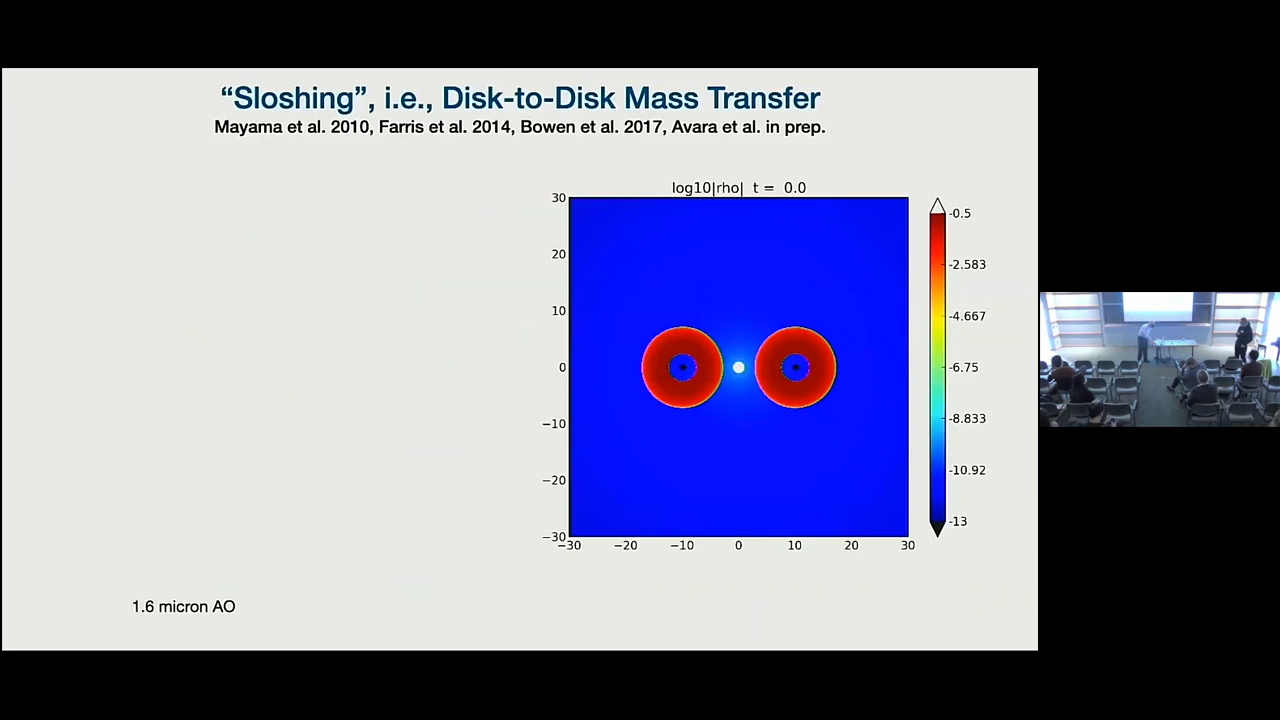 “Sloshing”, i.e., Disk-to-Disk Mass Transfer
Mayama et al. 2010, Farris et al. 2014, Bowen et al. 2017, Avara et al. in prep.
log10|rho| t = 0.0
30
20
10
0
−10
−20
−30
−30 −20 −10 0 10 20 30
-0.5
-2.583
-4.667
-6.75
-8.833
-10.92
-13
1.6 micron AO